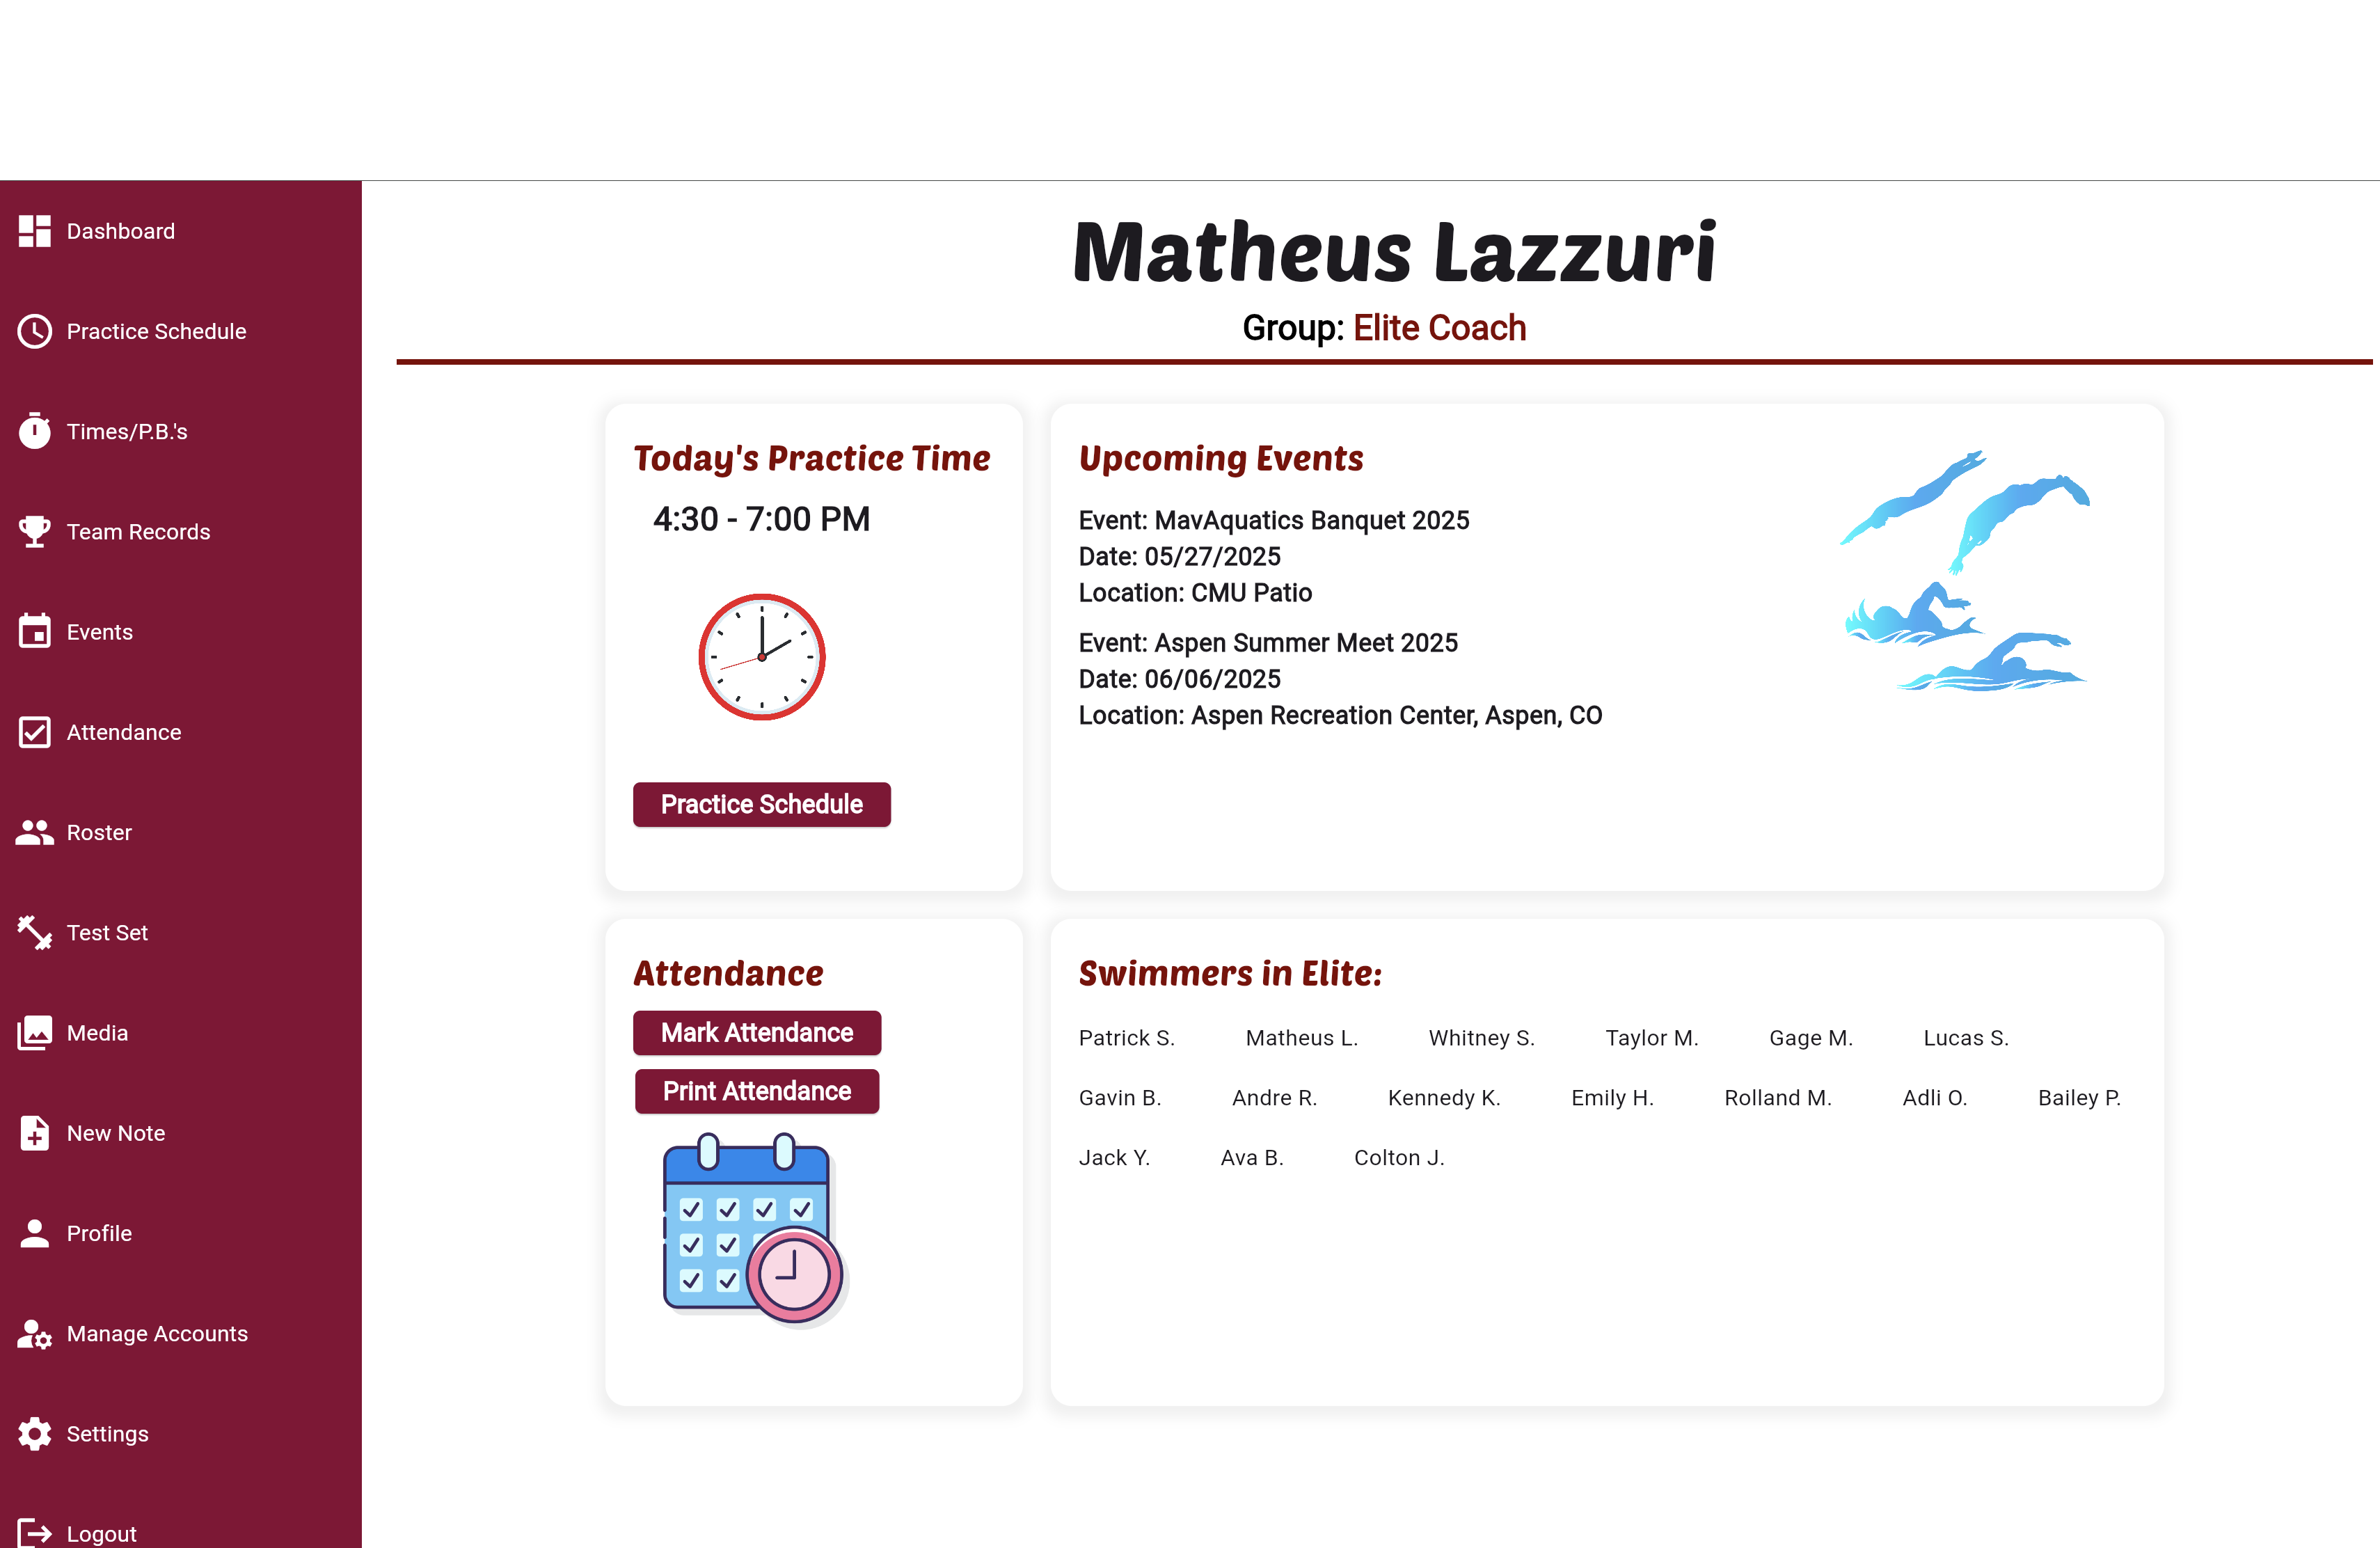 Dashboard
Practice Schedule
Times/P.B.'s
Team Records
Events
Attendance
Roster
Test Set
Media
New Note
Profile
Manage Accounts
Settings
Logout
Matheus Lazzuri
Group: Elite Coach
Today's Practice Time
4:30 - 7:00 PM
Practice Schedule
Upcoming Events
Event: MavAquatics Banquet 2025
Date: 05/27/2025
Location: CMU Patio
Event: Aspen Summer Meet 2025
Date: 06/06/2025
Location: Aspen Recreation Center, Aspen, CO
Attendance
Mark Attendance
Print Attendance
Swimmers in Elite:
Patrick S. Matheus L. Whitney S. Taylor M. Gage M. Lucas S.
Gavin B. Andre R. Kennedy K. Emily H. Rolland M. Adli O. Bailey P.
Jack Y. Ava B. Colton J.